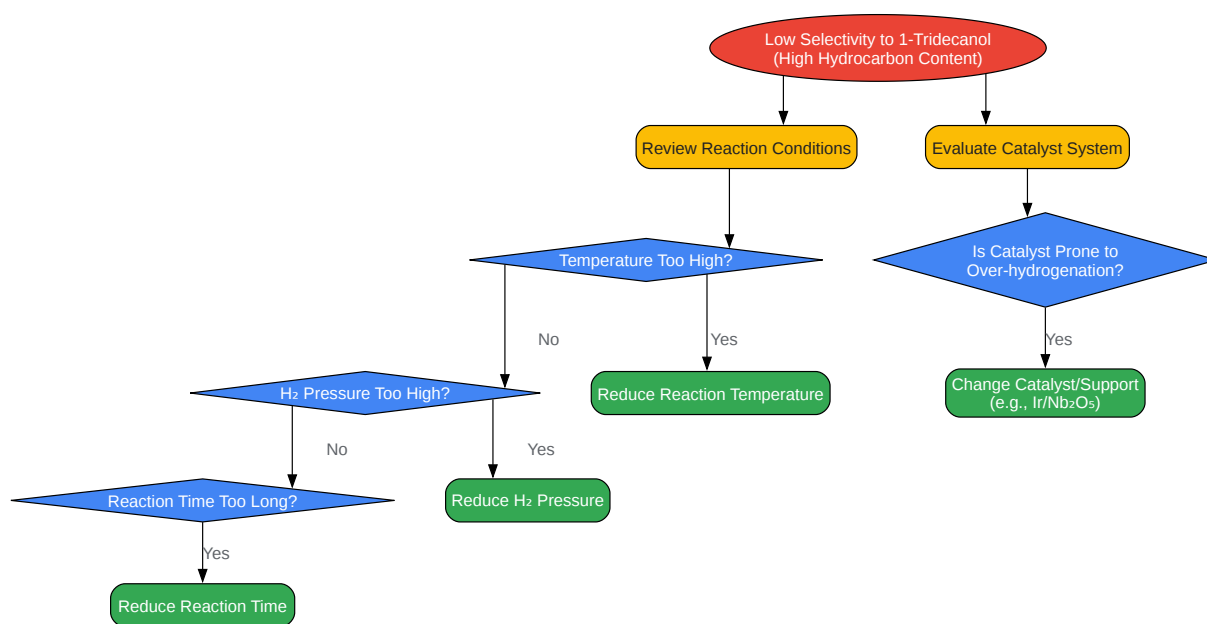 Low Selectivity to 1-Tridecanol
(High Hydrocarbon Content)
Review Reaction Conditions
Evaluate Catalyst System
Temperature Too High?
Is Catalyst Prone to
Over-hydrogenation?
No
Yes
Yes
H₂ Pressure Too High?
Reduce Reaction Temperature
Change Catalyst/Support
(e.g., Ir/Nb₂O₅)
No
Yes
Reaction Time Too Long?
Reduce H₂ Pressure
Yes
Reduce Reaction Time